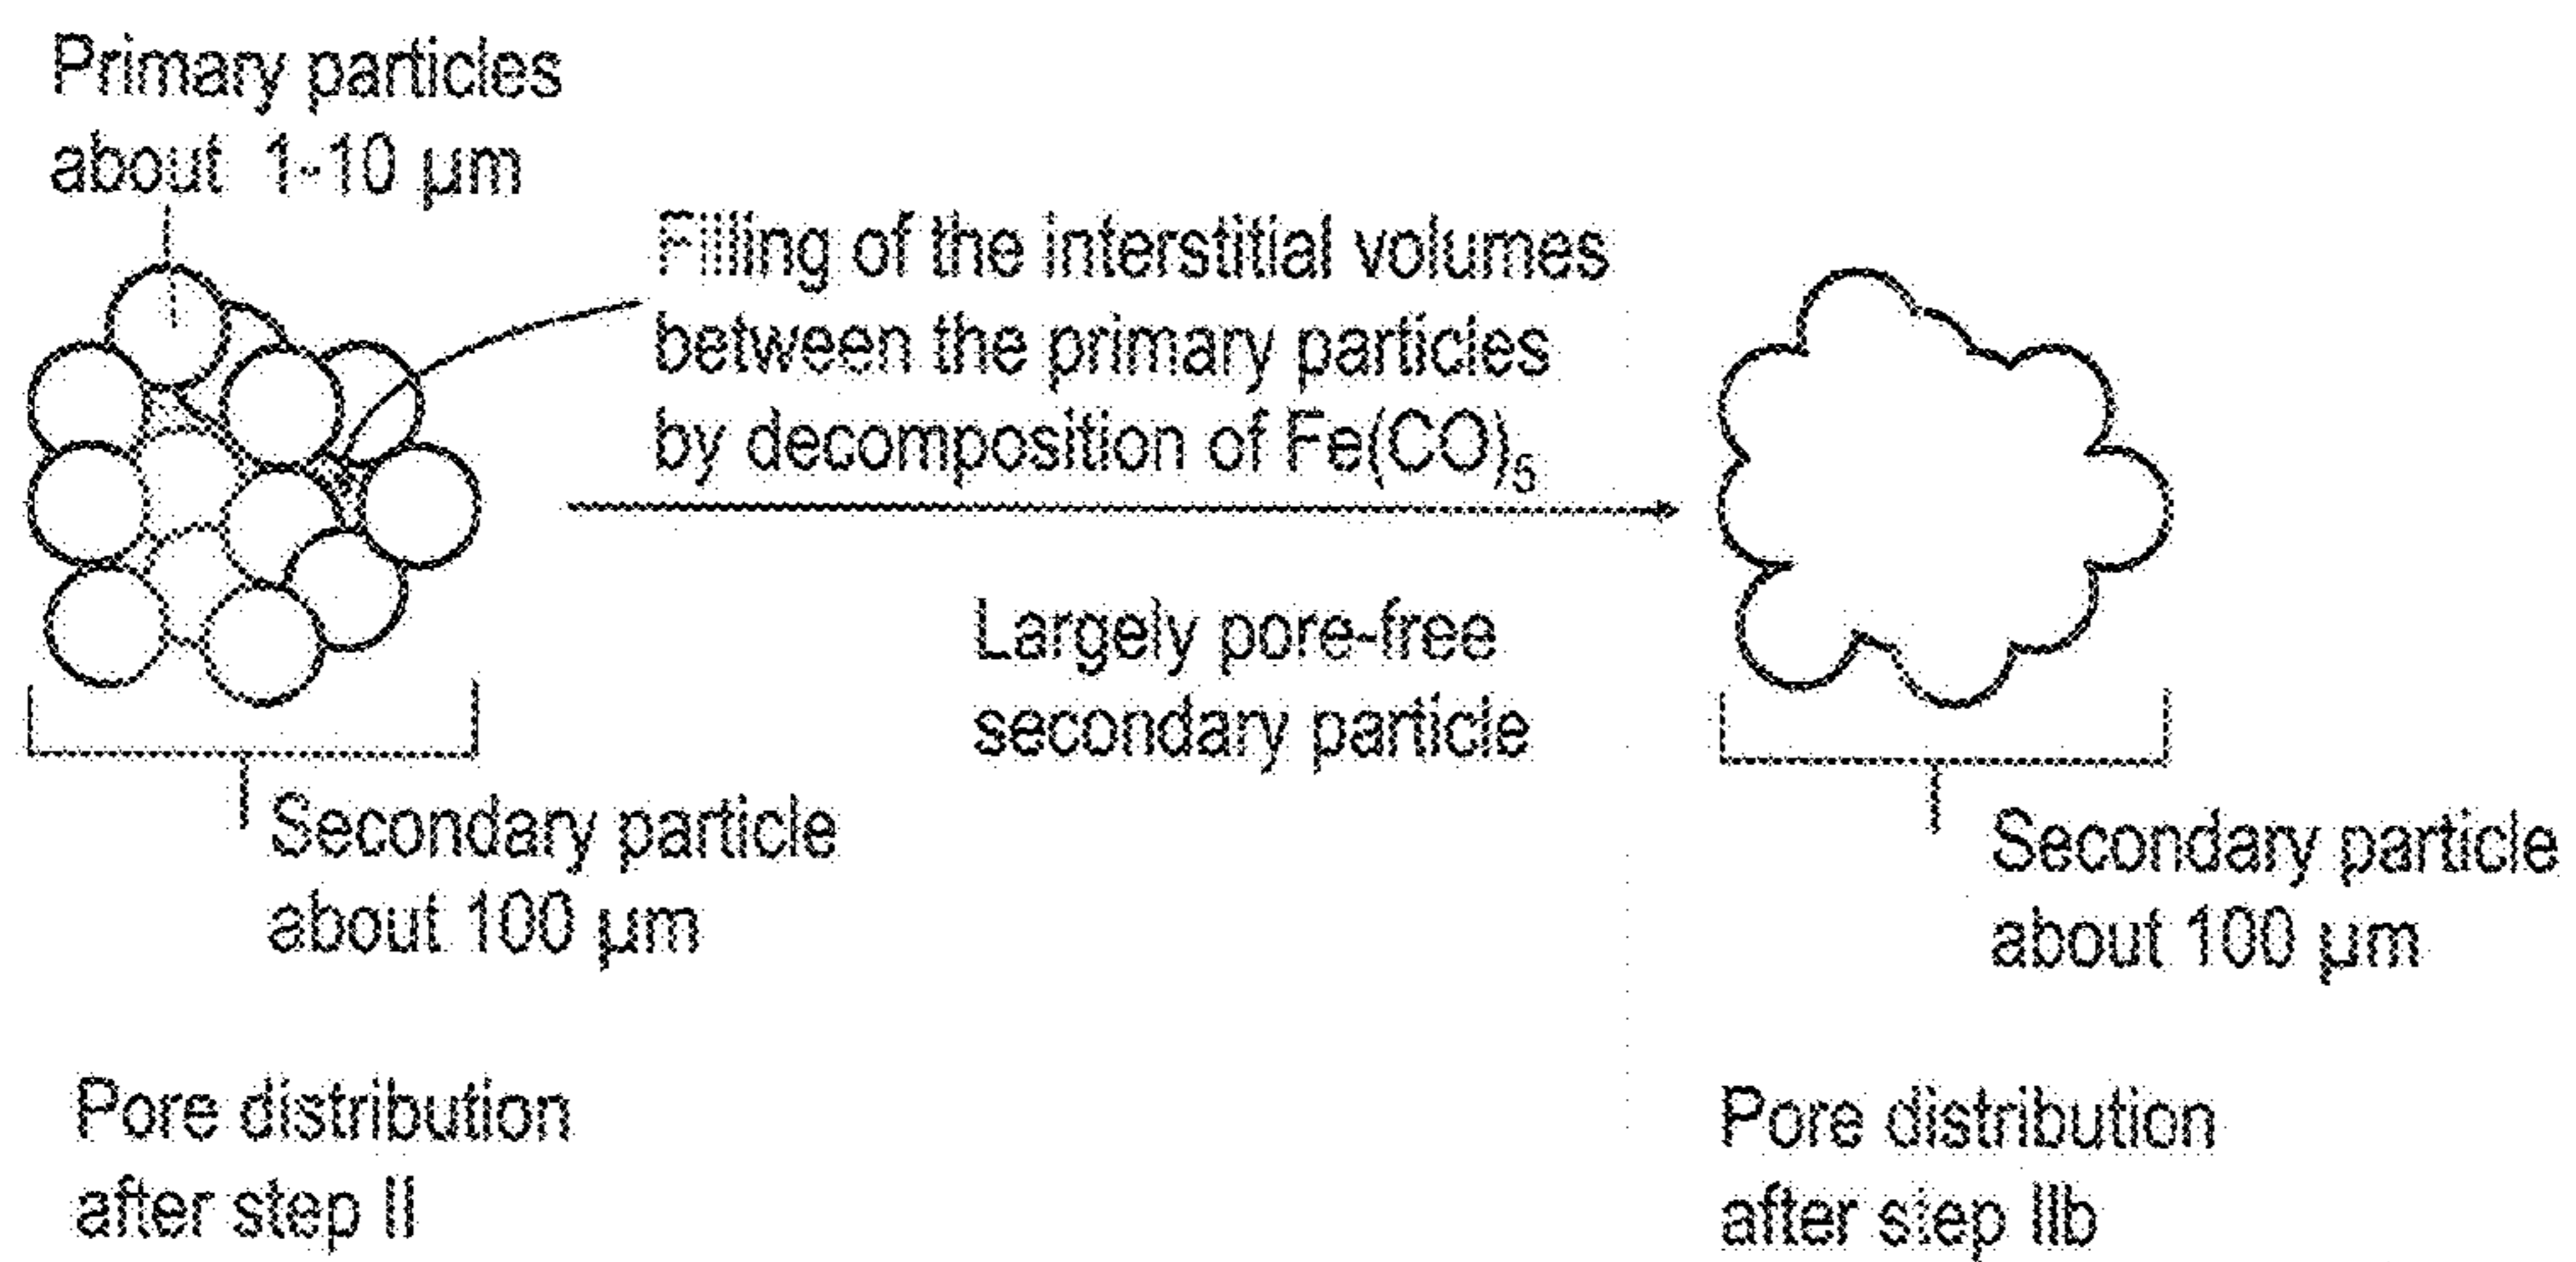 Primary particles
about 1-10 µm
Filling of the interstitial volumes
between the primary particles
by decomposition of Fe(CO)₅
Largely pore-free
secondary particle
Secondary particle
about 100 µm
Secondary particle
about 100 µm
Pore distribution
after step II
Pore distribution
after step IIb